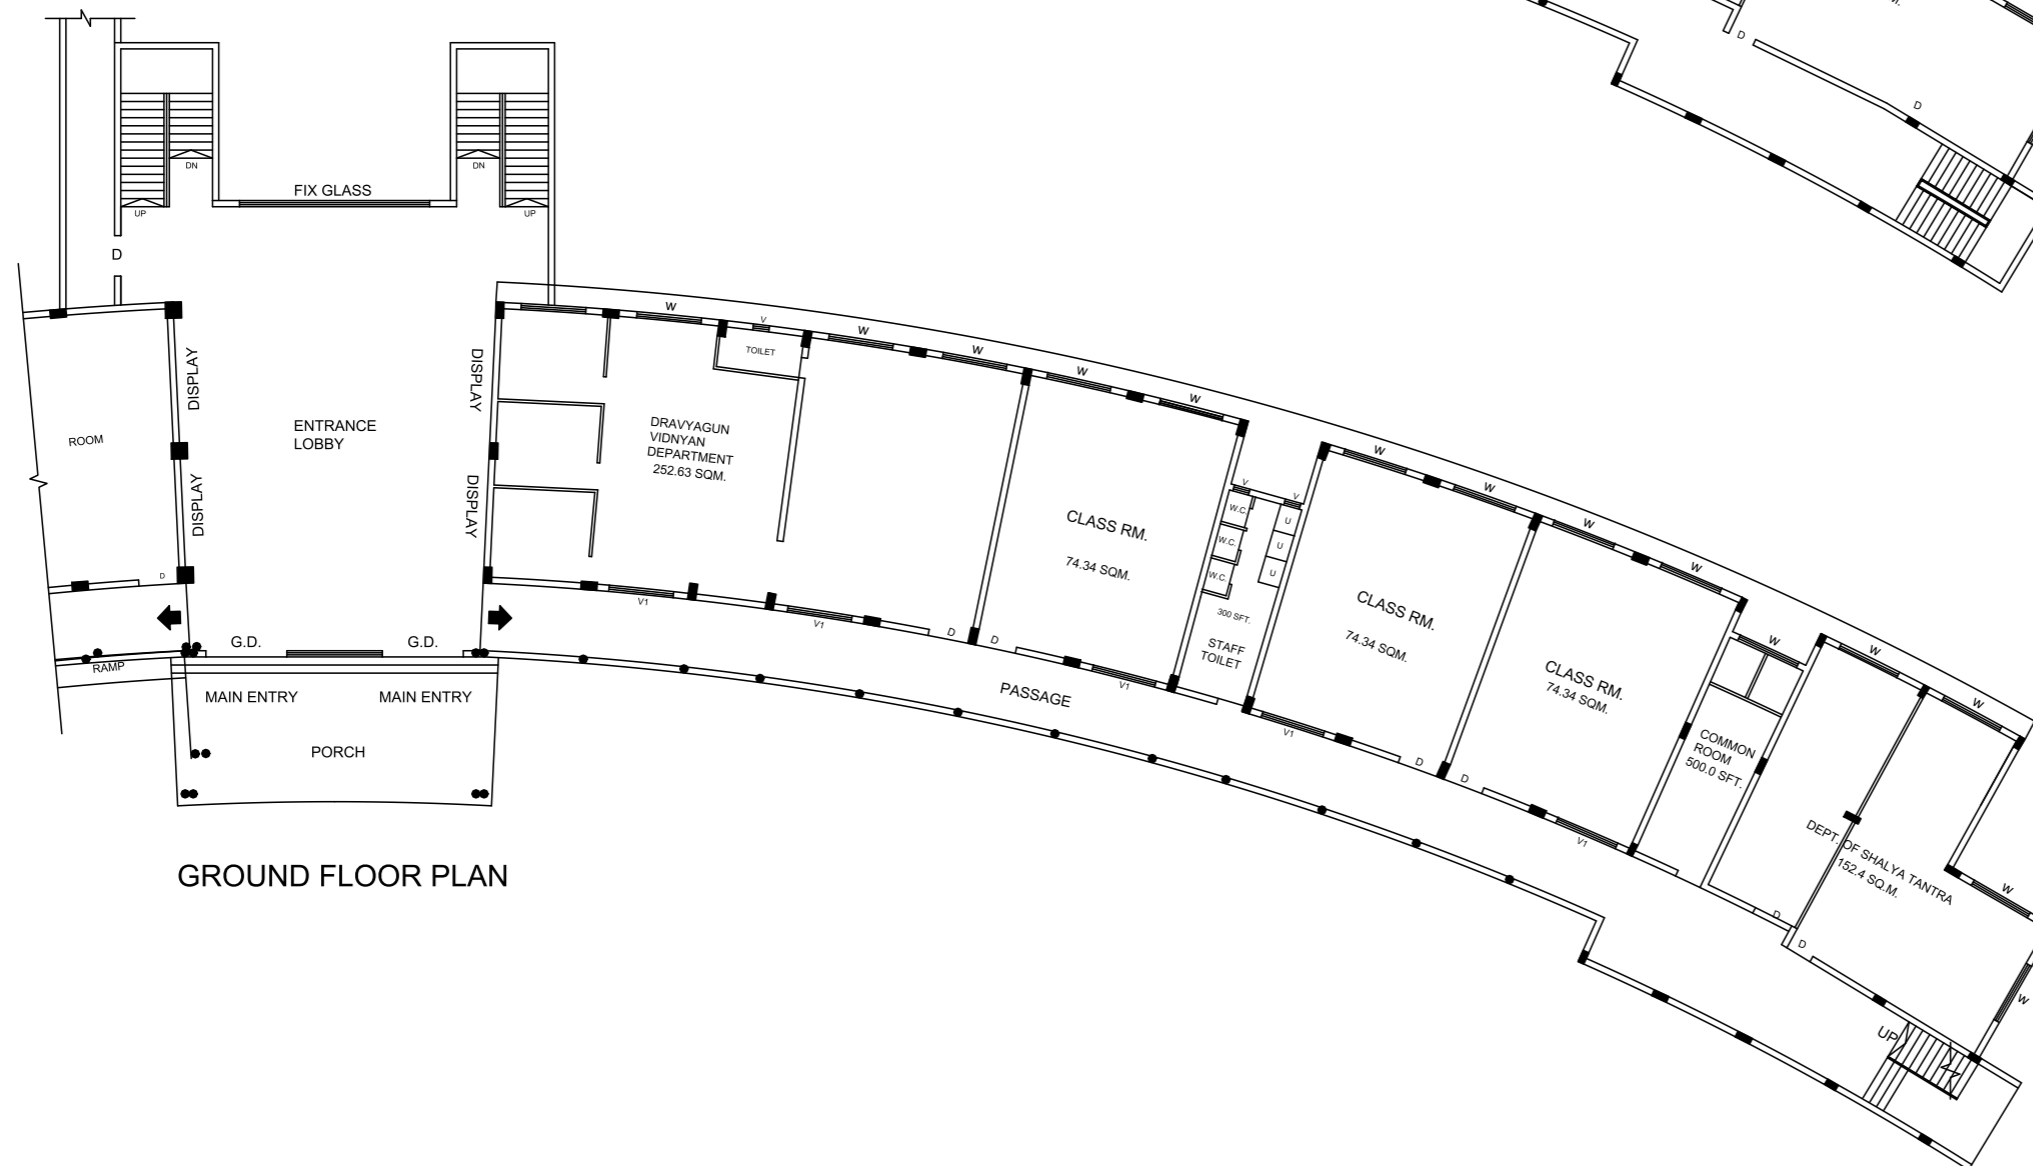 M.
D
D
DN
DN
FIX GLASS
UP
UP
D
W
V
W
W
W
W
TOILET
DISPLAY
DISPLAY
ROOM
ENTRANCE
LOBBY
DRAVYAGUN
VIDNYAN
DEPARTMENT
252.63 SQM.
DISPLAY
DISPLAY
CLASS RM.
74.34 SQM.
W
W
W
W
V
V
W.C.
W.C.
W.C.
U
U
U
300 SFT.
STAFF
TOILET
CLASS RM.
74.34 SQM.
CLASS RM.
74.34 SQM.
W
W
W
COMMON
ROOM
500.0 SFT.
DEPT. OF SHALYA TANTRA
152.4 SQ.M.
W
W
D
V1
V1
D
D
V1
V1
D
D
V1
D
D
G.D.
G.D.
RAMP
MAIN ENTRY
MAIN ENTRY
PASSAGE
PORCH
UP
GROUND FLOOR PLAN